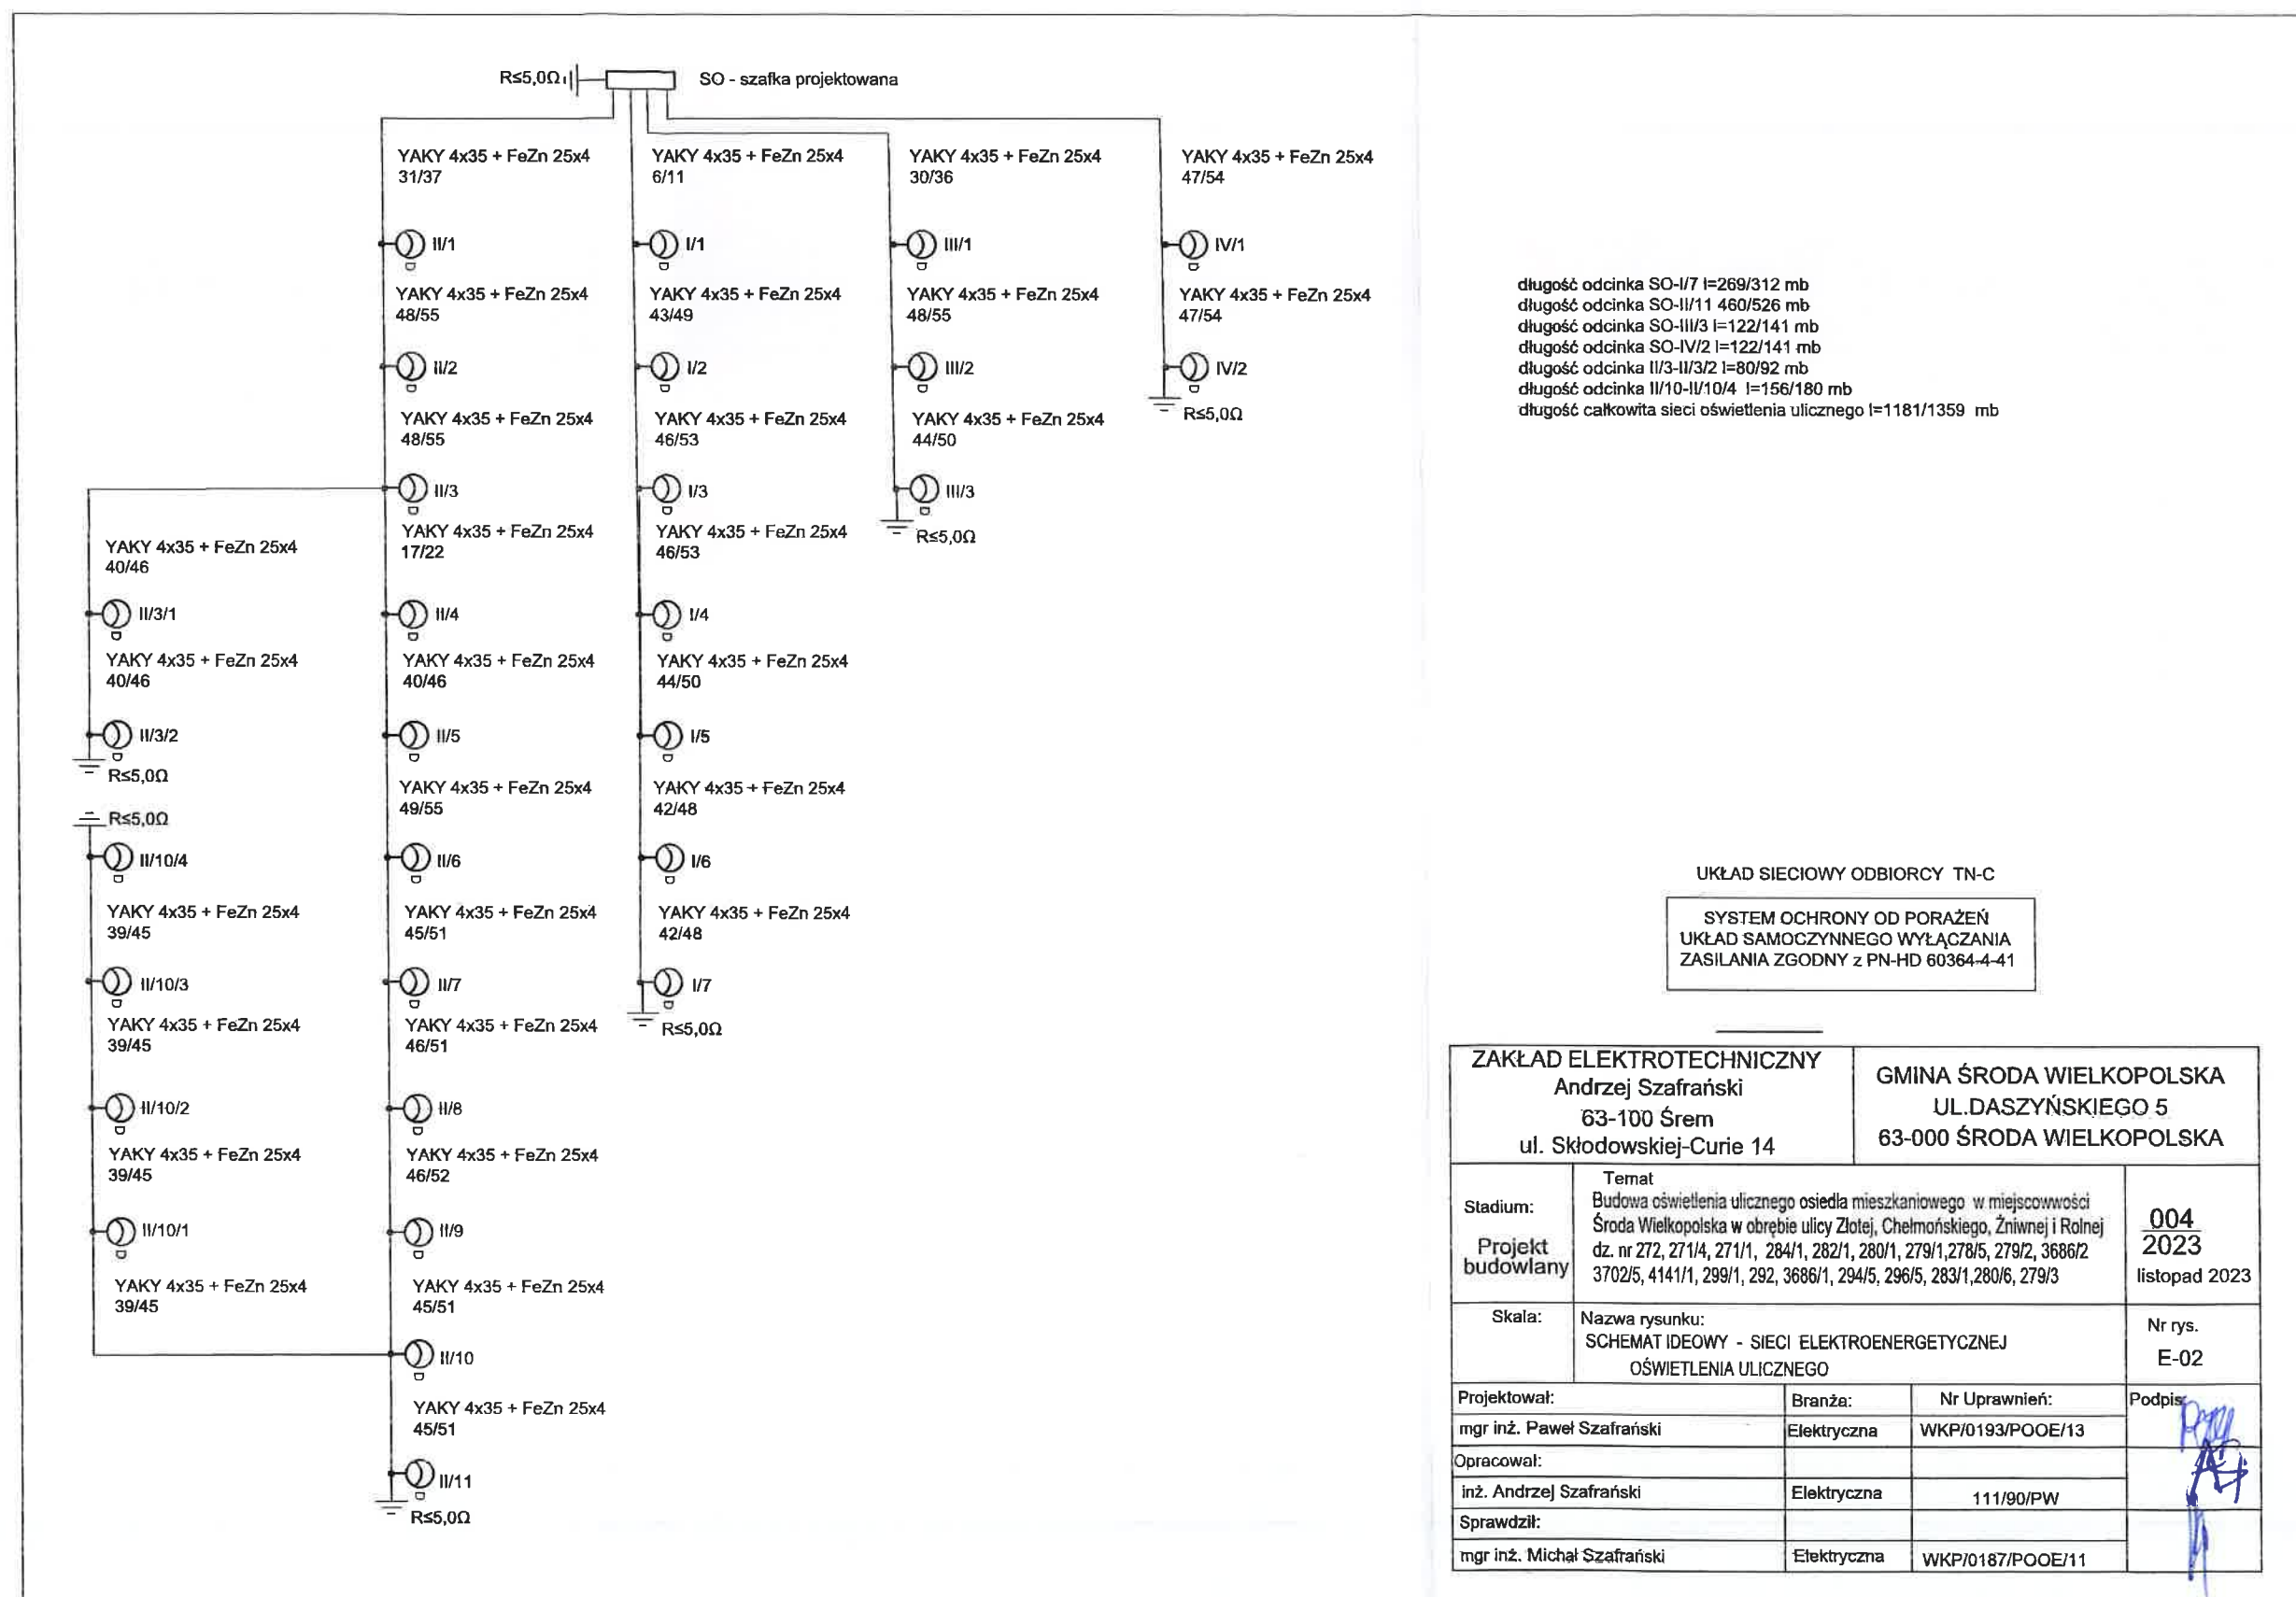 R≤5,0Ω
SO - szafka projektowana
YAKY 4x35 + FeZn 25x4
31/37
YAKY 4x35 + FeZn 25x4
6/11
YAKY 4x35 + FeZn 25x4
30/36
YAKY 4x35 + FeZn 25x4
47/54
II/1
I/1
III/1
IV/1
YAKY 4x35 + FeZn 25x4
48/55
YAKY 4x35 + FeZn 25x4
43/49
YAKY 4x35 + FeZn 25x4
48/55
YAKY 4x35 + FeZn 25x4
47/54
II/2
I/2
III/2
IV/2
R≤5,0Ω
YAKY 4x35 + FeZn 25x4
48/55
YAKY 4x35 + FeZn 25x4
46/53
YAKY 4x35 + FeZn 25x4
44/50
II/3
I/3
III/3
R≤5,0Ω
YAKY 4x35 + FeZn 25x4
40/46
YAKY 4x35 + FeZn 25x4
17/22
YAKY 4x35 + FeZn 25x4
46/53
II/3/1
II/4
I/4
YAKY 4x35 + FeZn 25x4
40/46
YAKY 4x35 + FeZn 25x4
40/46
YAKY 4x35 + FeZn 25x4
44/50
II/3/2
R≤5,0Ω
II/5
I/5
YAKY 4x35 + FeZn 25x4
49/55
YAKY 4x35 + FeZn 25x4
42/48
R≤5,0Ω
II/10/4
II/6
I/6
YAKY 4x35 + FeZn 25x4
39/45
YAKY 4x35 + FeZn 25x4
45/51
YAKY 4x35 + FeZn 25x4
42/48
II/10/3
II/7
I/7
R≤5,0Ω
YAKY 4x35 + FeZn 25x4
39/45
YAKY 4x35 + FeZn 25x4
46/51
II/10/2
II/8
YAKY 4x35 + FeZn 25x4
39/45
YAKY 4x35 + FeZn 25x4
46/52
II/10/1
II/9
YAKY 4x35 + FeZn 25x4
39/45
YAKY 4x35 + FeZn 25x4
45/51
II/10
YAKY 4x35 + FeZn 25x4
45/51
II/11
R≤5,0Ω
długość odcinka SO-I/7 l=269/312 mb
długość odcinka SO-II/11 460/526 mb
długość odcinka SO-III/3 l=122/141 mb
długość odcinka SO-IV/2 l=122/141 mb
długość odcinka II/3-II/3/2 l=80/92 mb
długość odcinka II/10-II/10/4 l=156/180 mb
długość całkowita sieci oświetlenia ulicznego l=1181/1359 mb
UKŁAD SIECIOWY ODBIORCY TN-C
SYSTEM OCHRONY OD PORAŻEŃ
UKŁAD SAMOCZYNNEGO WYŁĄCZANIA
ZASILANIA ZGODNY z PN-HD 60364-4-41
ZAKŁAD ELEKTROTECHNICZNY
Andrzej Szafrański
63-100 Śrem
ul. Skłodowskiej-Curie 14
GMINA ŚRODA WIELKOPOLSKA
UL.DASZYŃSKIEGO 5
63-000 ŚRODA WIELKOPOLSKA
Stadium:
Projekt
budowlany
Temat
Budowa oświetlenia ulicznego osiedla mieszkaniowego w miejscowwości
Środa Wielkopolska w obrębie ulicy Złotej, Chełmońskiego, Żniwnej i Rolnej
dz. nr 272, 271/4, 271/1, 284/1, 282/1, 280/1, 279/1,278/5, 279/2, 3686/2
3702/5, 4141/1, 299/1, 292, 3686/1, 294/5, 296/5, 283/1,280/6, 279/3
004
2023
listopad 2023
Skala:
Nazwa rysunku:
SCHEMAT IDEOWY - SIECI ELEKTROENERGETYCZNEJ
OŚWIETLENIA ULICZNEGO
Nr rys.
E-02
Projektował:
Branża:
Nr Uprawnień:
Podpis:
mgr inż. Paweł Szafrański
Elektryczna
WKP/0193/POOE/13
Opracował:
inż. Andrzej Szafrański
Elektryczna
111/90/PW
Sprawdził:
mgr inż. Michał Szafrański
Elektryczna
WKP/0187/POOE/11